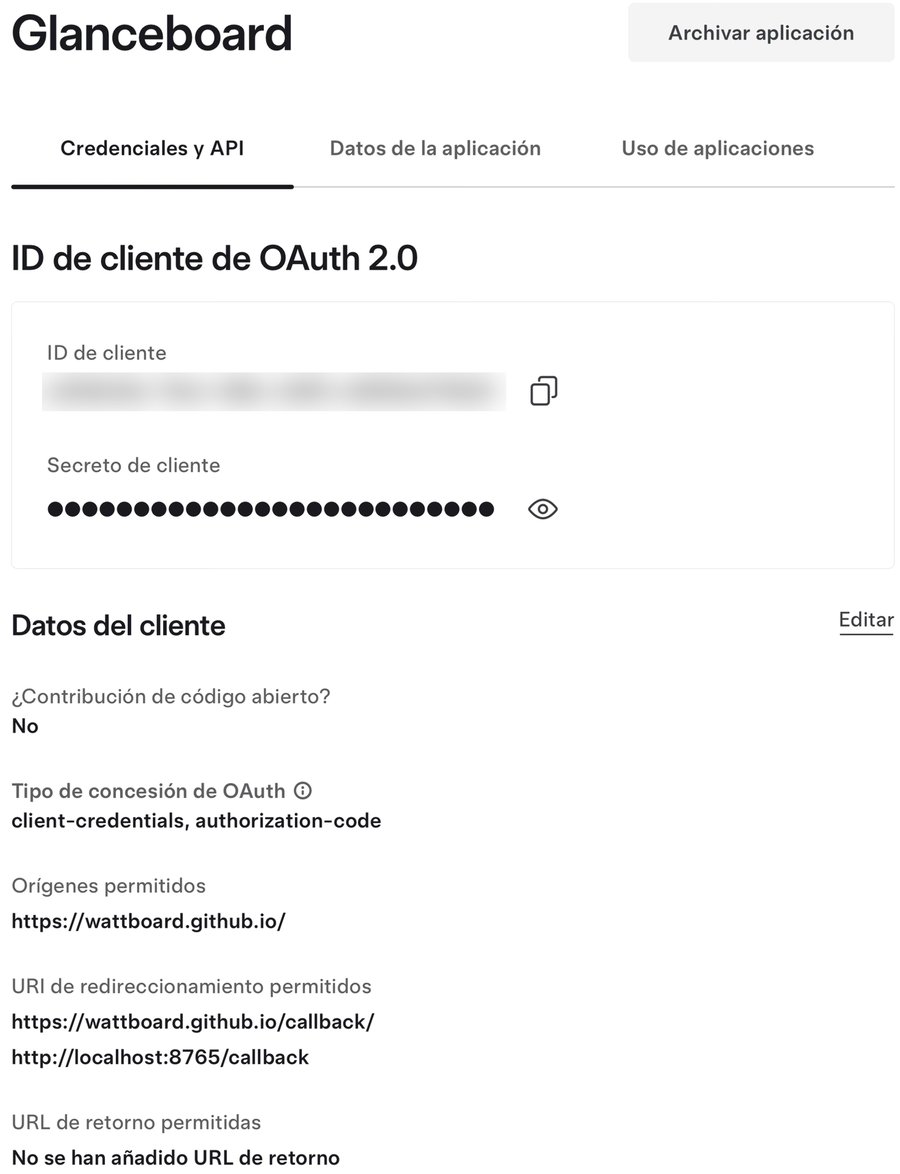 Glanceboard
Archivar aplicación
Credenciales y API
Datos de la aplicación
Uso de aplicaciones
ID de cliente de OAuth 2.0
ID de cliente
Secreto de cliente
Datos del cliente
Editar
¿Contribución de código abierto?
No
Tipo de concesión de OAuth
client-credentials, authorization-code
Orígenes permitidos
https://wattboard.github.io/
URI de redireccionamiento permitidos
https://wattboard.github.io/callback/
http://localhost:8765/callback
URL de retorno permitidas
No se han añadido URL de retorno